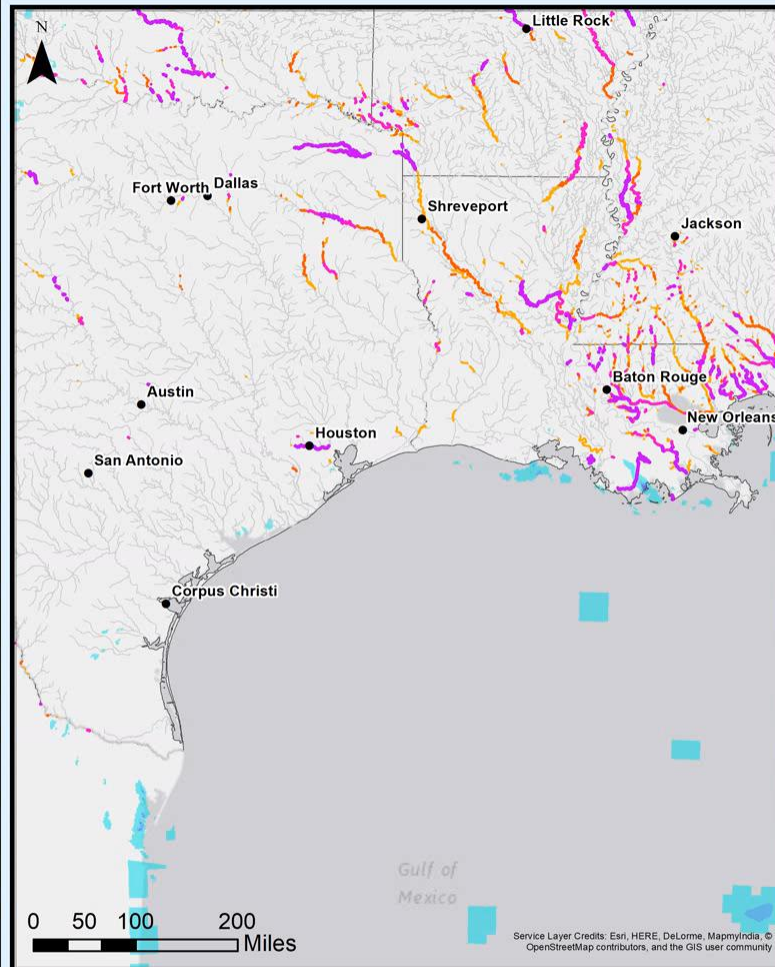 N
Little Rock
Fort Worth
Dallas
Shreveport
Jackson
Austin
Baton Rouge
New Orleans
Houston
San Antonio
Corpus Christi
Gulf of
Mexico
0 50 100 200
Miles
Service Layer Credits: Esri, HERE, DeLorme, MapmyIndia, ©
OpenStreetMap contributors, and the GIS user community